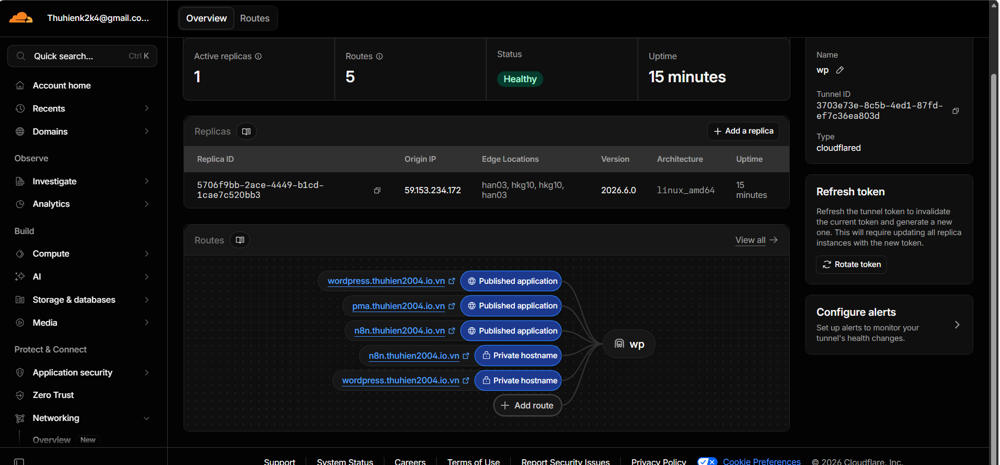 Thuhienk2k4@gmail.co...
Overview
Routes
Quick search...
Ctrl K
Account home
Recents
Domains
Observe
Investigate
Analytics
Build
Compute
AI
Storage & databases
Media
Protect & Connect
Application security
Zero Trust
Networking
Overview New
Active replicas
1
Routes
5
Status
Healthy
Uptime
15 minutes
Replicas
Add a replica
Replica ID Origin IP Edge Locations Version Architecture Uptime
5706f9bb-2ace-4449-b1cd-
1cae7c520bb3
59.153.234.172
han03, hkg10, hkg10,
han03
2026.6.0
linux_amd64
15
minutes
Routes
View all
wordpress.thuhien2004.io.vn Published application
pma.thuhien2004.io.vn Published application
n8n.thuhien2004.io.vn Published application
n8n.thuhien2004.io.vn Private hostname
wordpress.thuhien2004.io.vn Private hostname
Add route
wp
Name
wp
Tunnel ID
3703e73e-8c5b-4ed1-87fd-
ef7c36ea803d
Type
cloudflared
Refresh token
Refresh the tunnel token to invalidate
the current token and generate a new
one. This will require updating all replica
instances with the new token.
Rotate token
Configure alerts
Set up alerts to monitor your
tunnel's health changes.
Support System Status Careers Terms of Use Report Security Issues Privacy Policy Cookie Preferences © 2026 Cloudflare, Inc.